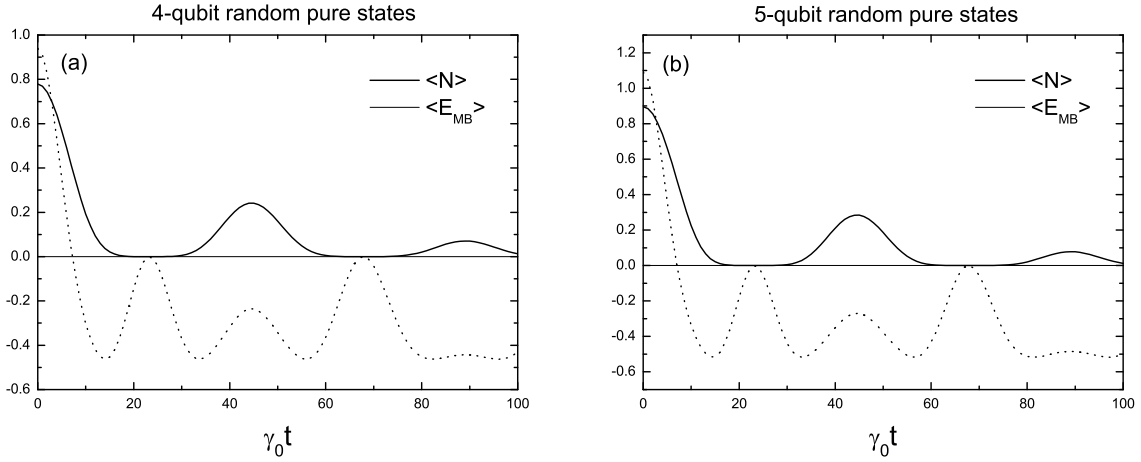 4-qubit random pure states
(a)
<N>
<E_MB>
1.0
0.8
0.6
0.4
0.2
0.0
-0.2
-0.4
-0.6
0 20 40 60 80 100
γ₀t
5-qubit random pure states
(b)
<N>
<E_MB>
1.2
1.0
0.8
0.6
0.4
0.2
0.0
-0.2
-0.4
-0.6
0 20 40 60 80 100
γ₀t